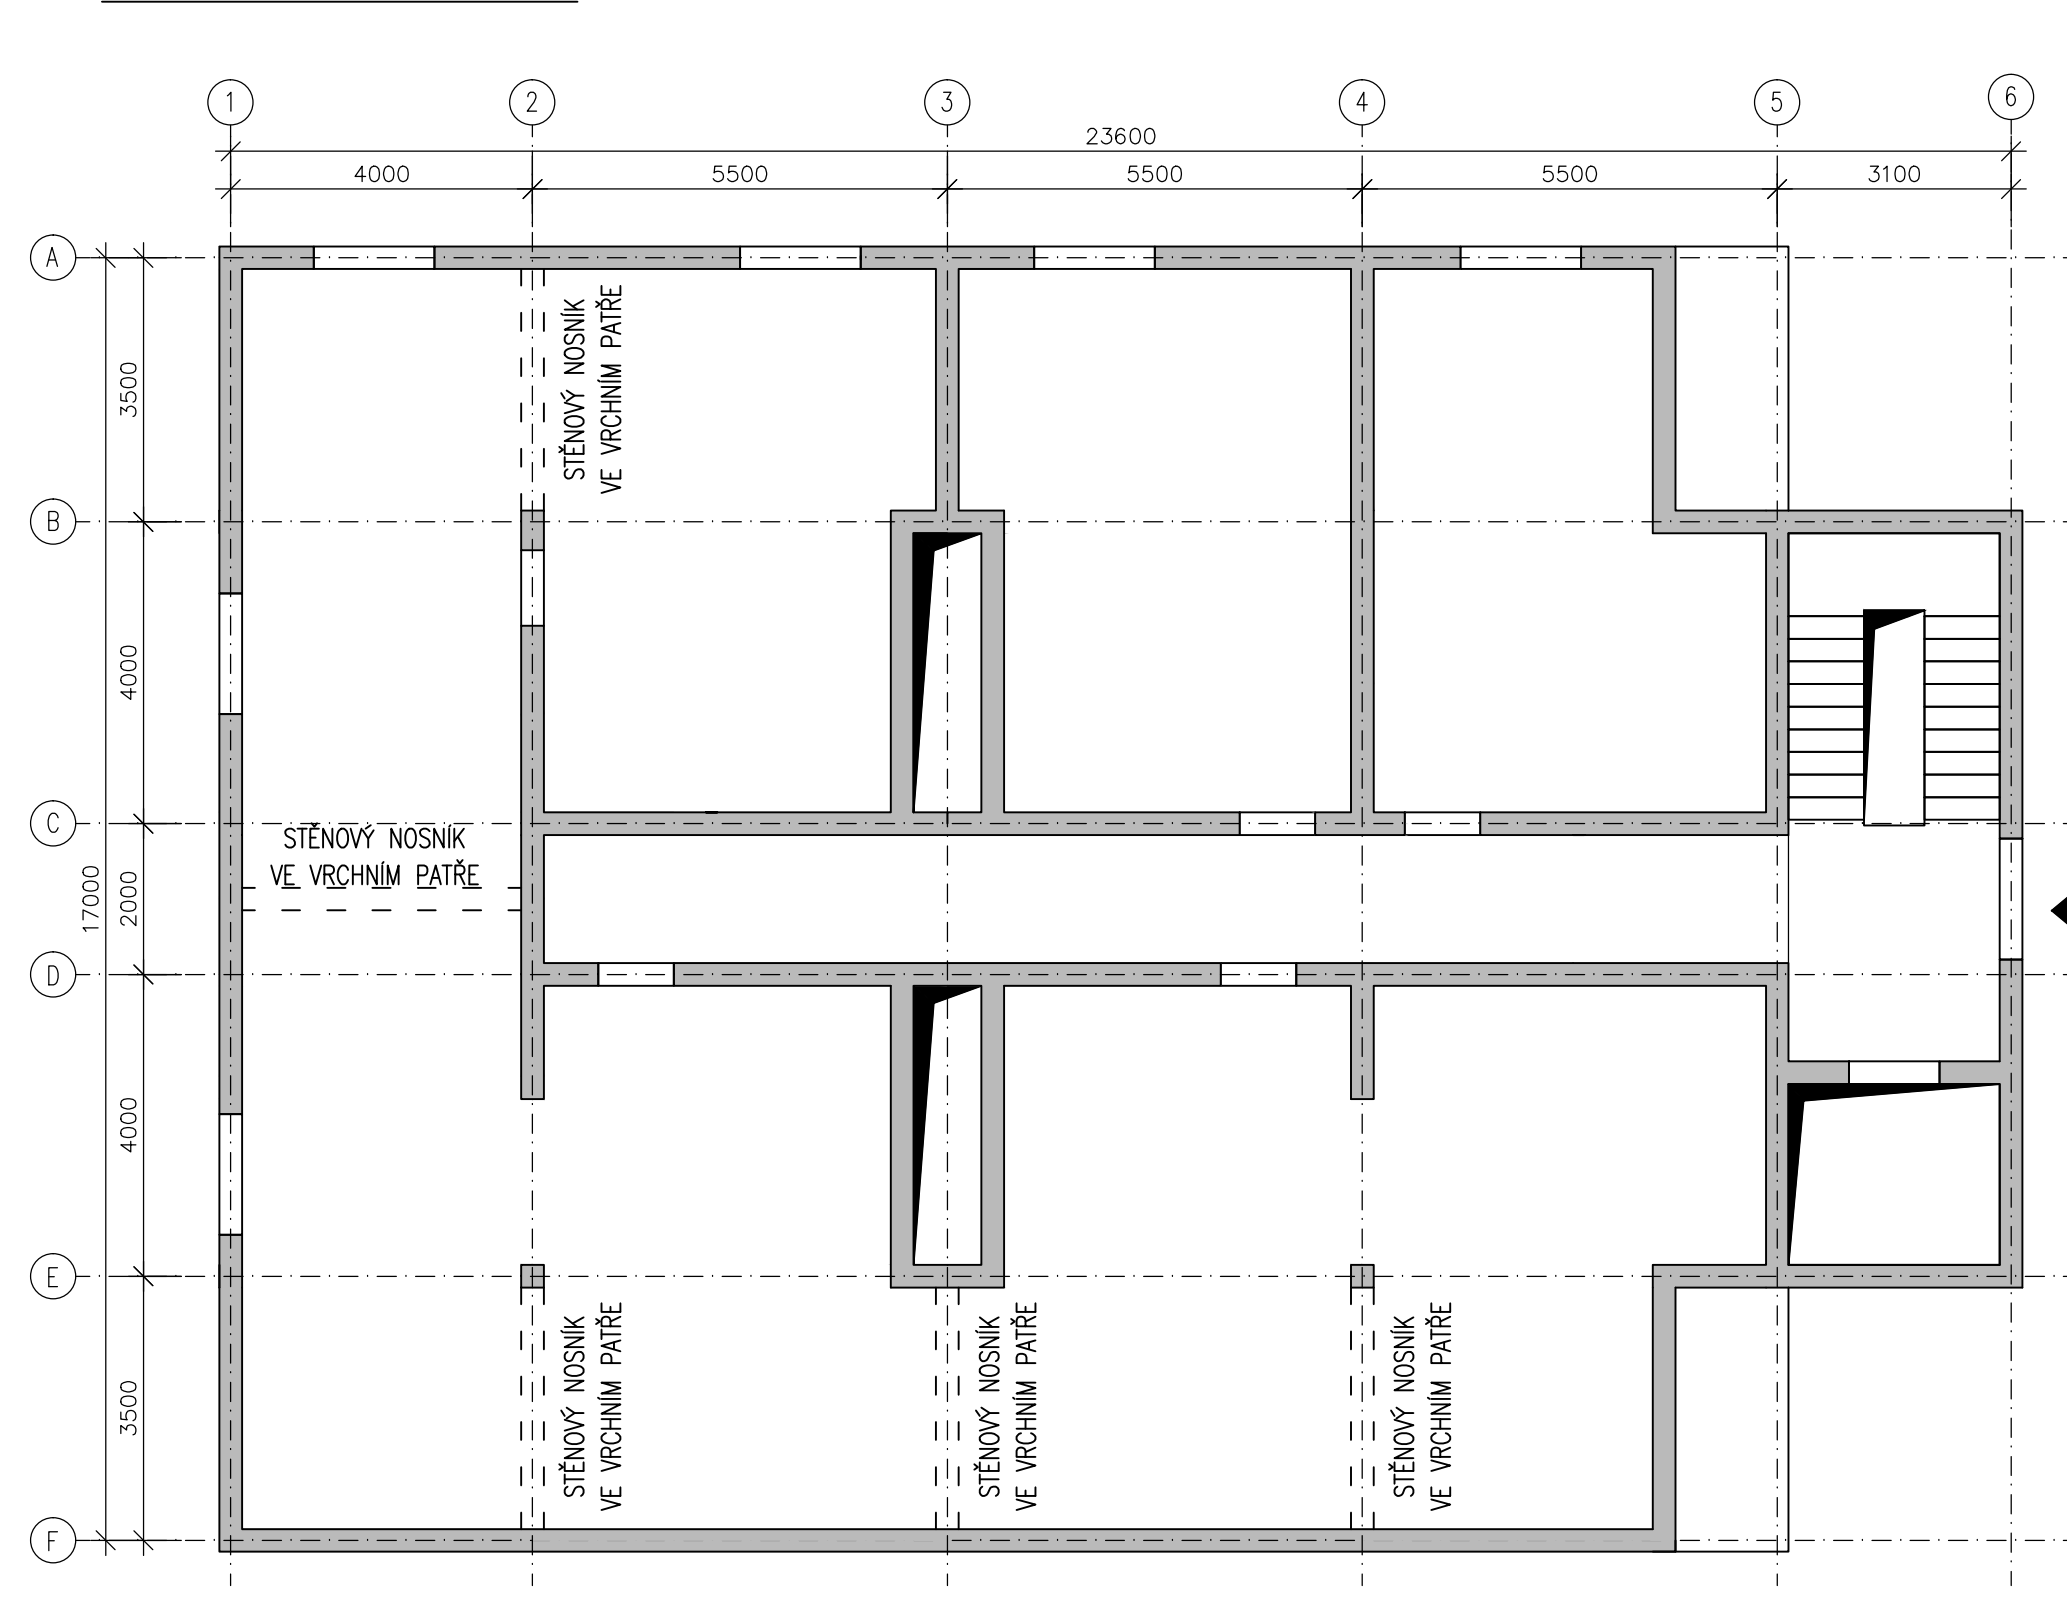 1 2 3 4 5 6
23600
4000 5500 5500 5500 3100
A
B
C
D
E
F
3500
4000
2000
4000
3500
17000
STĚNOVÝ NOSNÍK
VE VRCHNÍM PATŘE
STĚNOVÝ NOSNÍK
VE VRCHNÍM PATŘE
STĚNOVÝ NOSNÍK
VE VRCHNÍM PATŘE
STĚNOVÝ NOSNÍK
VE VRCHNÍM PATŘE
STĚNOVÝ NOSNÍK
VE VRCHNÍM PATŘE